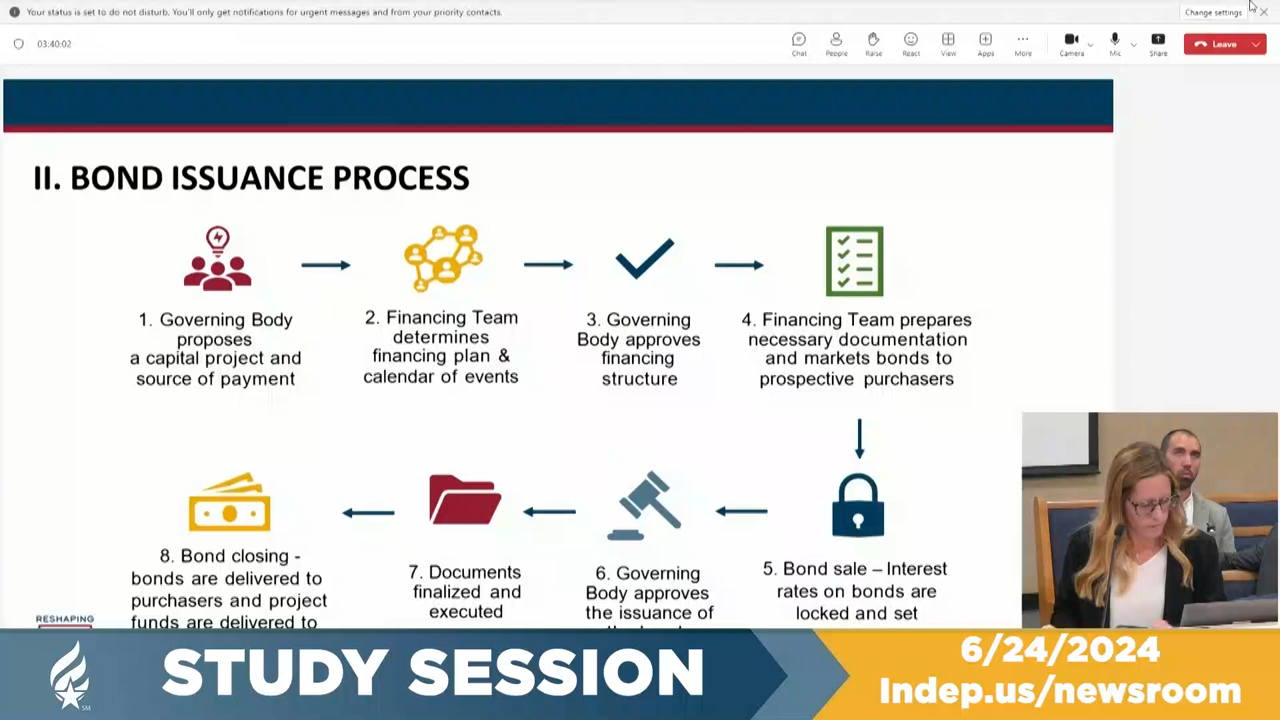 Your status is set to do not disturb. You'll only get notifications for urgent messages and from your priority contacts.
Change settings
03:40:02
Chat
People
Raise
React
View
Apps
More
Camera
Mic
Share
Leave
II. BOND ISSUANCE PROCESS
1. Governing Body
proposes
a capital project and
source of payment
2. Financing Team
determines
financing plan &
calendar of events
3. Governing
Body approves
financing
structure
4. Financing Team prepares
necessary documentation
and markets bonds to
prospective purchasers
8. Bond closing -
bonds are delivered to
purchasers and project
funds are delivered to
7. Documents
finalized and
executed
6. Governing
Body approves
the issuance of
5. Bond sale – Interest
rates on bonds are
locked and set
RESHAPING
STUDY SESSION
6/24/2024
Indep.us/newsroom
SM